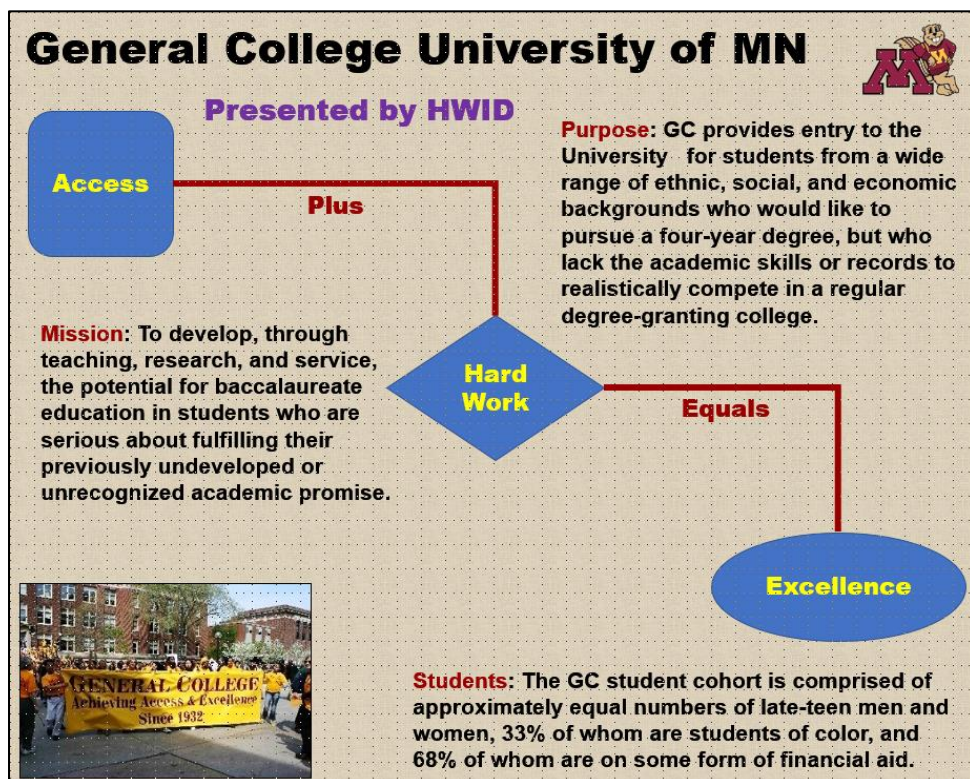 General College University of MN
Presented by HWID
Access
Plus
Purpose: GC provides entry to the
University for students from a wide
range of ethnic, social, and economic
backgrounds who would like to
pursue a four-year degree, but who
lack the academic skills or records to
realistically compete in a regular
degree-granting college.
Mission: To develop, through
teaching, research, and service,
the potential for baccalaureate
education in students who are
serious about fulfilling their
previously undeveloped or
unrecognized academic promise.
Hard
Work
Equals
Excellence
GENERAL COLLEGE
Achieving Access & Excellence
Since 1932
Students: The GC student cohort is comprised of
approximately equal numbers of late-teen men and
women, 33% of whom are students of color, and
68% of whom are on some form of financial aid.
M